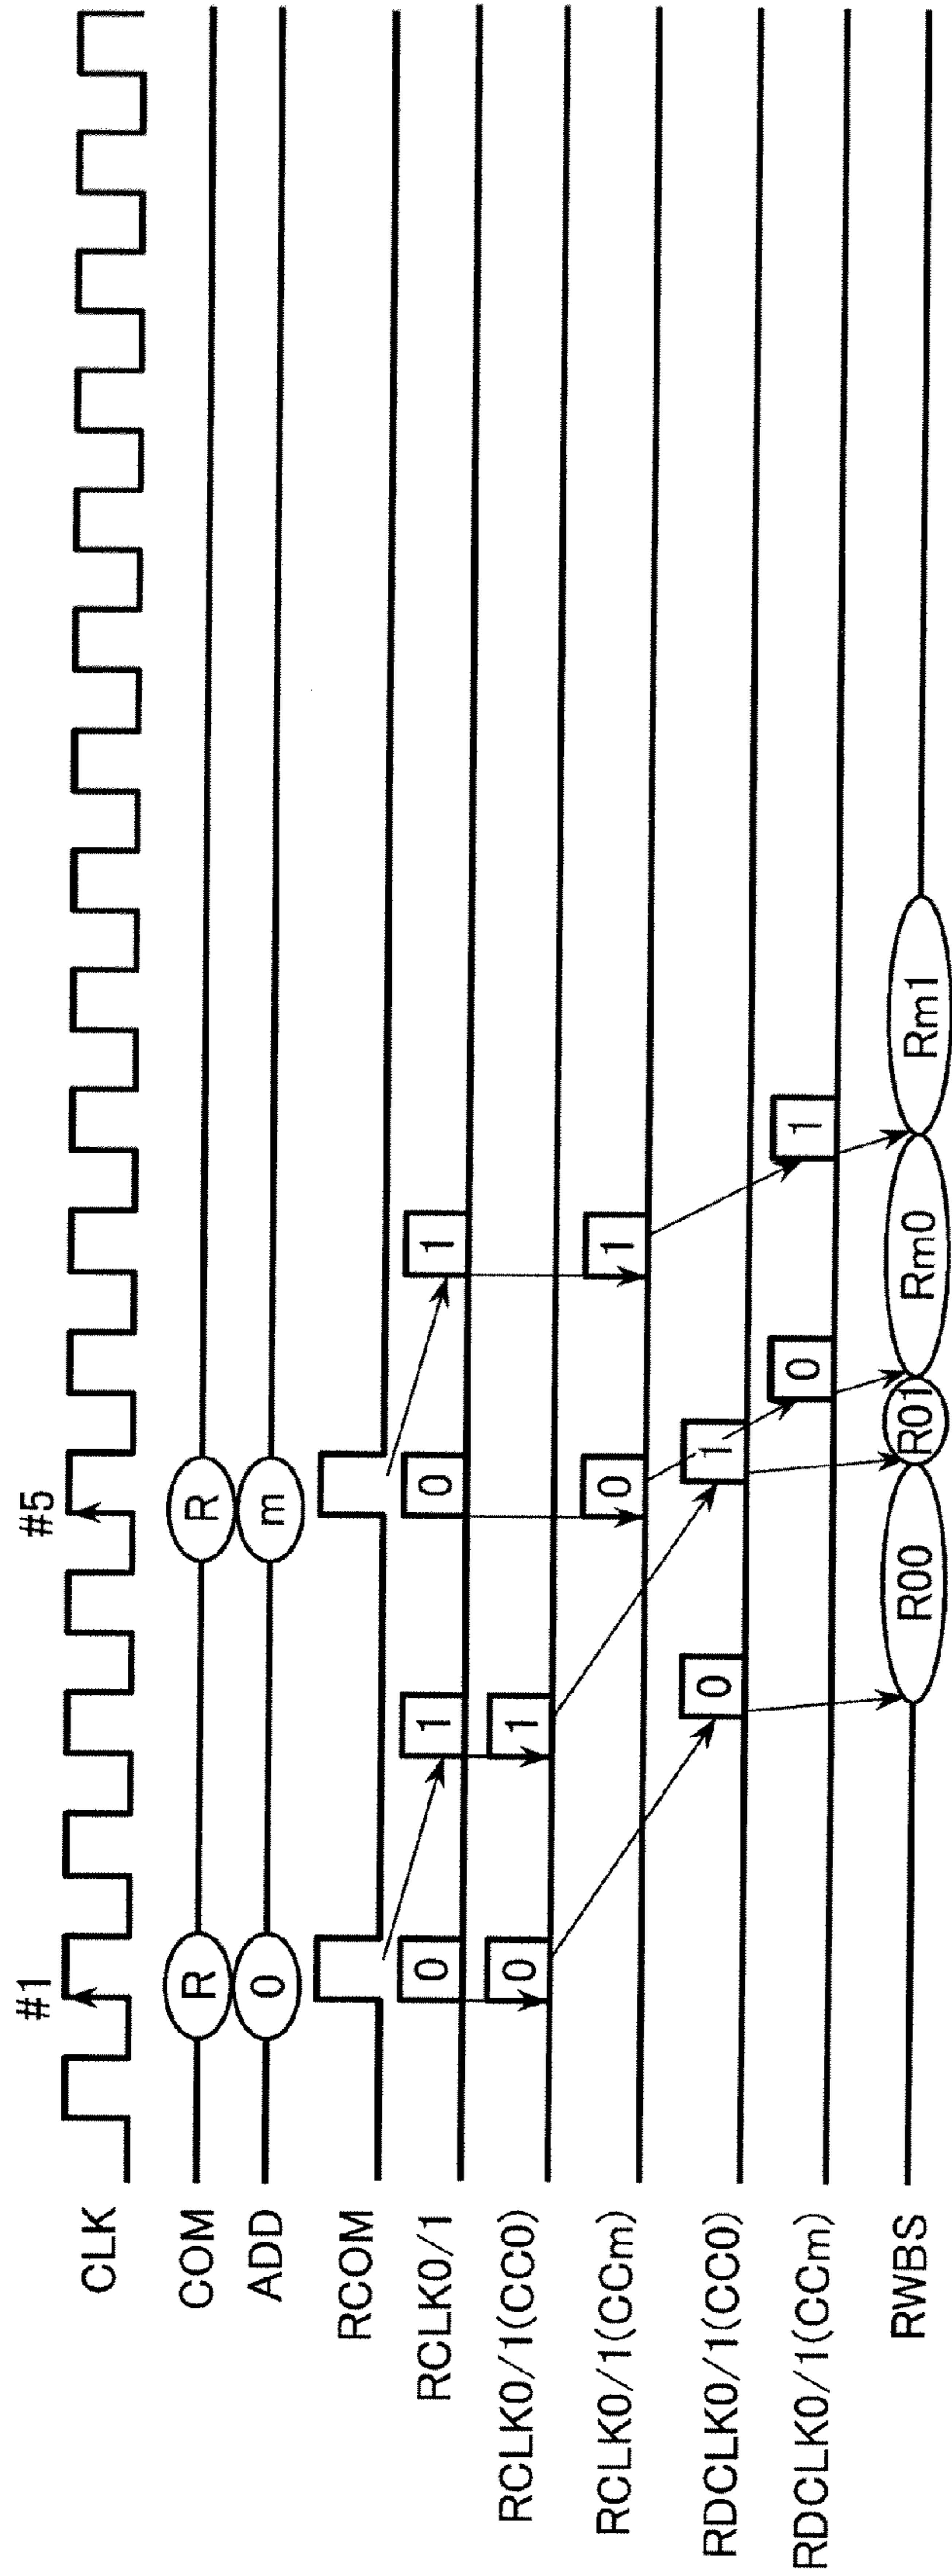 #1 #5
CLK
COM R R
ADD 0 m
RCOM
RCLK0/1 0 1 0 1
RCLK0/1(CC0) 0 1
RCLK0/1(CCm) 0 1
RDCLK0/1(CC0) 0 1
RDCLK0/1(CCm) 0 1
RWBS R00 R01 Rm0 Rm1